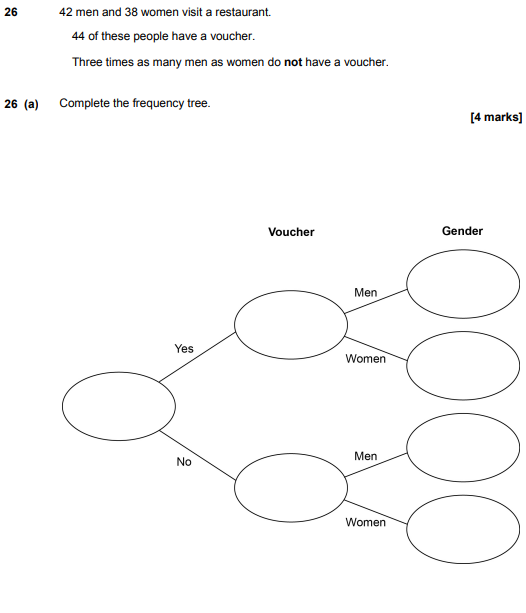 26 42 men and 38 women visit a restaurant.
44 of these people have a voucher.
Three times as many men as women do not have a voucher.
26 (a) Complete the frequency tree.
[4 marks]
Voucher Gender
Men
Yes
Women
Men
No
Women